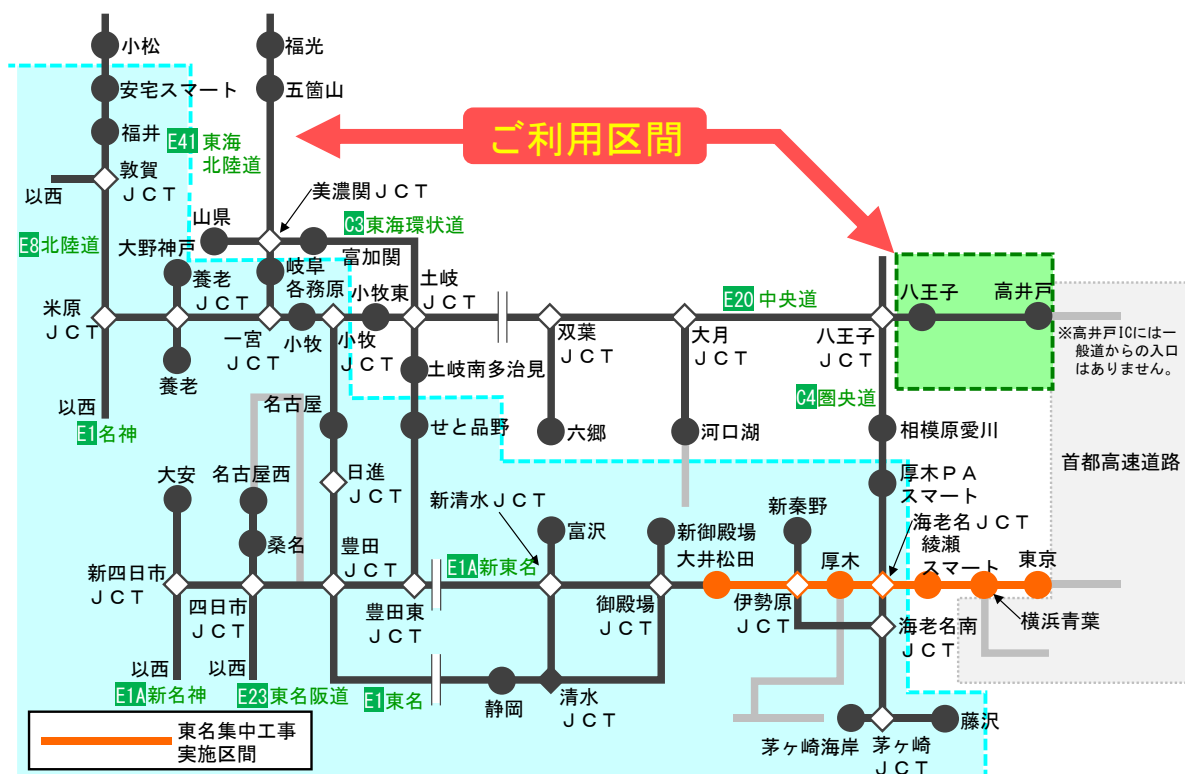 小松
福光
安宅スマート
五箇山
ご利用区間
福井
E41 東海
北陸道
敦賀
JCT
以西
美濃関JCT
山県
C3 東海環状道
富加関
E8 北陸道
大野神戸
養老
JCT
岐阜
各務原
小牧東
土岐
JCT
E20 中央道
八王子
高井戸
米原
JCT
一宮
JCT
小牧
小牧
JCT
双葉
JCT
大月
JCT
八王子
JCT
※高井戸ICには一
般道からの入口
はありません。
養老
土岐南多治見
C4 圏央道
以西
E1 名神
名古屋
せと品野
六郷
河口湖
相模原愛川
首都高速道路
大安
名古屋西
日進
JCT
新清水JCT
厚木PA
スマート
富沢
新御殿場
新秦野
海老名JCT
桑名
豊田
JCT
E1A 新東名
大井松田
厚木
綾瀬
スマート
東京
新四日市
JCT
四日市
JCT
豊田東
JCT
御殿場
JCT
伊勢原
JCT
海老名南
JCT
横浜青葉
以西
E1A 新名神
以西
E23 東名阪道
E1 東名
静岡
清水
JCT
東名集中工事
実施区間
茅ヶ崎海岸
茅ヶ崎
JCT
藤沢